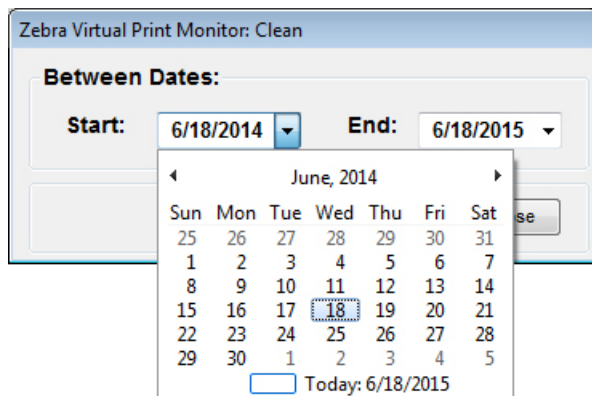 Zebra Virtual Print Monitor: Clean
Between Dates:
Start: 6/18/2014 End: 6/18/2015
June, 2014
Sun Mon Tue Wed Thu Fri Sat
25 26 27 28 29 30 31
1 2 3 4 5 6 7
8 9 10 11 12 13 14
15 16 17 18 19 20 21
22 23 24 25 26 27 28
29 30 1 2 3 4 5
Today: 6/18/2015